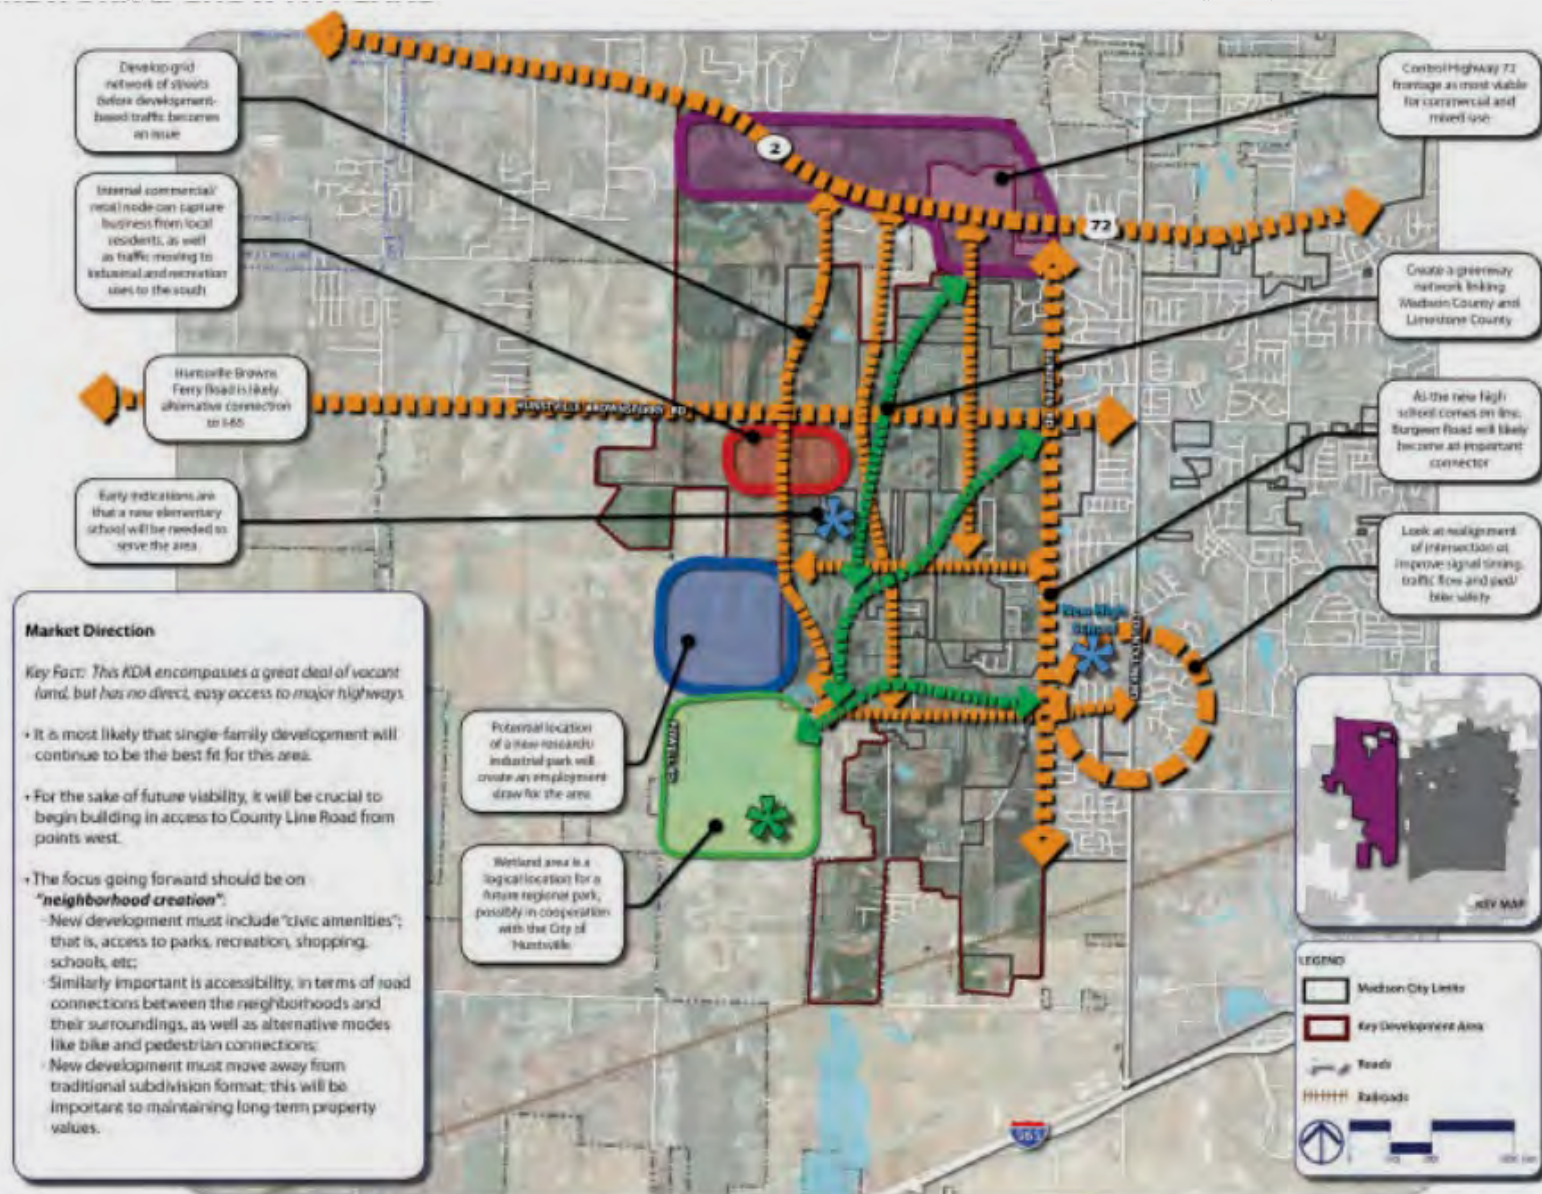 Develop grid
network of streets
before development-
based traffic becomes
an issue
Internal commercial/
retail node can capture
business from local
residents, as well
as traffic moving to
industrial and recreation
uses to the south
Huntsville Browns
Ferry Road is likely
alternative connection
to I-65
Early indications are
that a new elementary
school will be needed to
serve the area
Market Direction
Key Fact: This KDA encompasses a great deal of vacant
land, but has no direct, easy access to major highways
• It is most likely that single-family development will
continue to be the best fit for this area.
• For the sake of future viability, it will be crucial to
begin building in access to County Line Road from
points west.
• The focus going forward should be on
"neighborhood creation":
- New development must include "civic amenities";
that is, access to parks, recreation, shopping,
schools, etc;
- Similarly important is accessibility, in terms of road
connections between the neighborhoods and
their surroundings, as well as alternative modes
like bike and pedestrian connections;
- New development must move away from
traditional subdivision format; this will be
important to maintaining long-term property
values.
Potential location
of a new research/
industrial park will
create an employment
draw for the area
Wetland area is a
logical location for a
future regional park,
possibly in cooperation
with the City of
Huntsville
2
72
HUNTSVILLE BROWNSFERRY RD
BURGREEN RD
New High
School
565
Control Highway 72
frontage as most viable
for commercial and
mixed use
Create a greenway
network linking
Madison County and
Limestone County
As the new high
school comes on line,
Burgeen Road will likely
become an important
connector
Look at realignment
of intersection ot
improve signal timing,
traffic flow and ped/
bike safety
KEY MAP
LEGEND
Madison City Limits
Key Development Area
Roads
Railroads